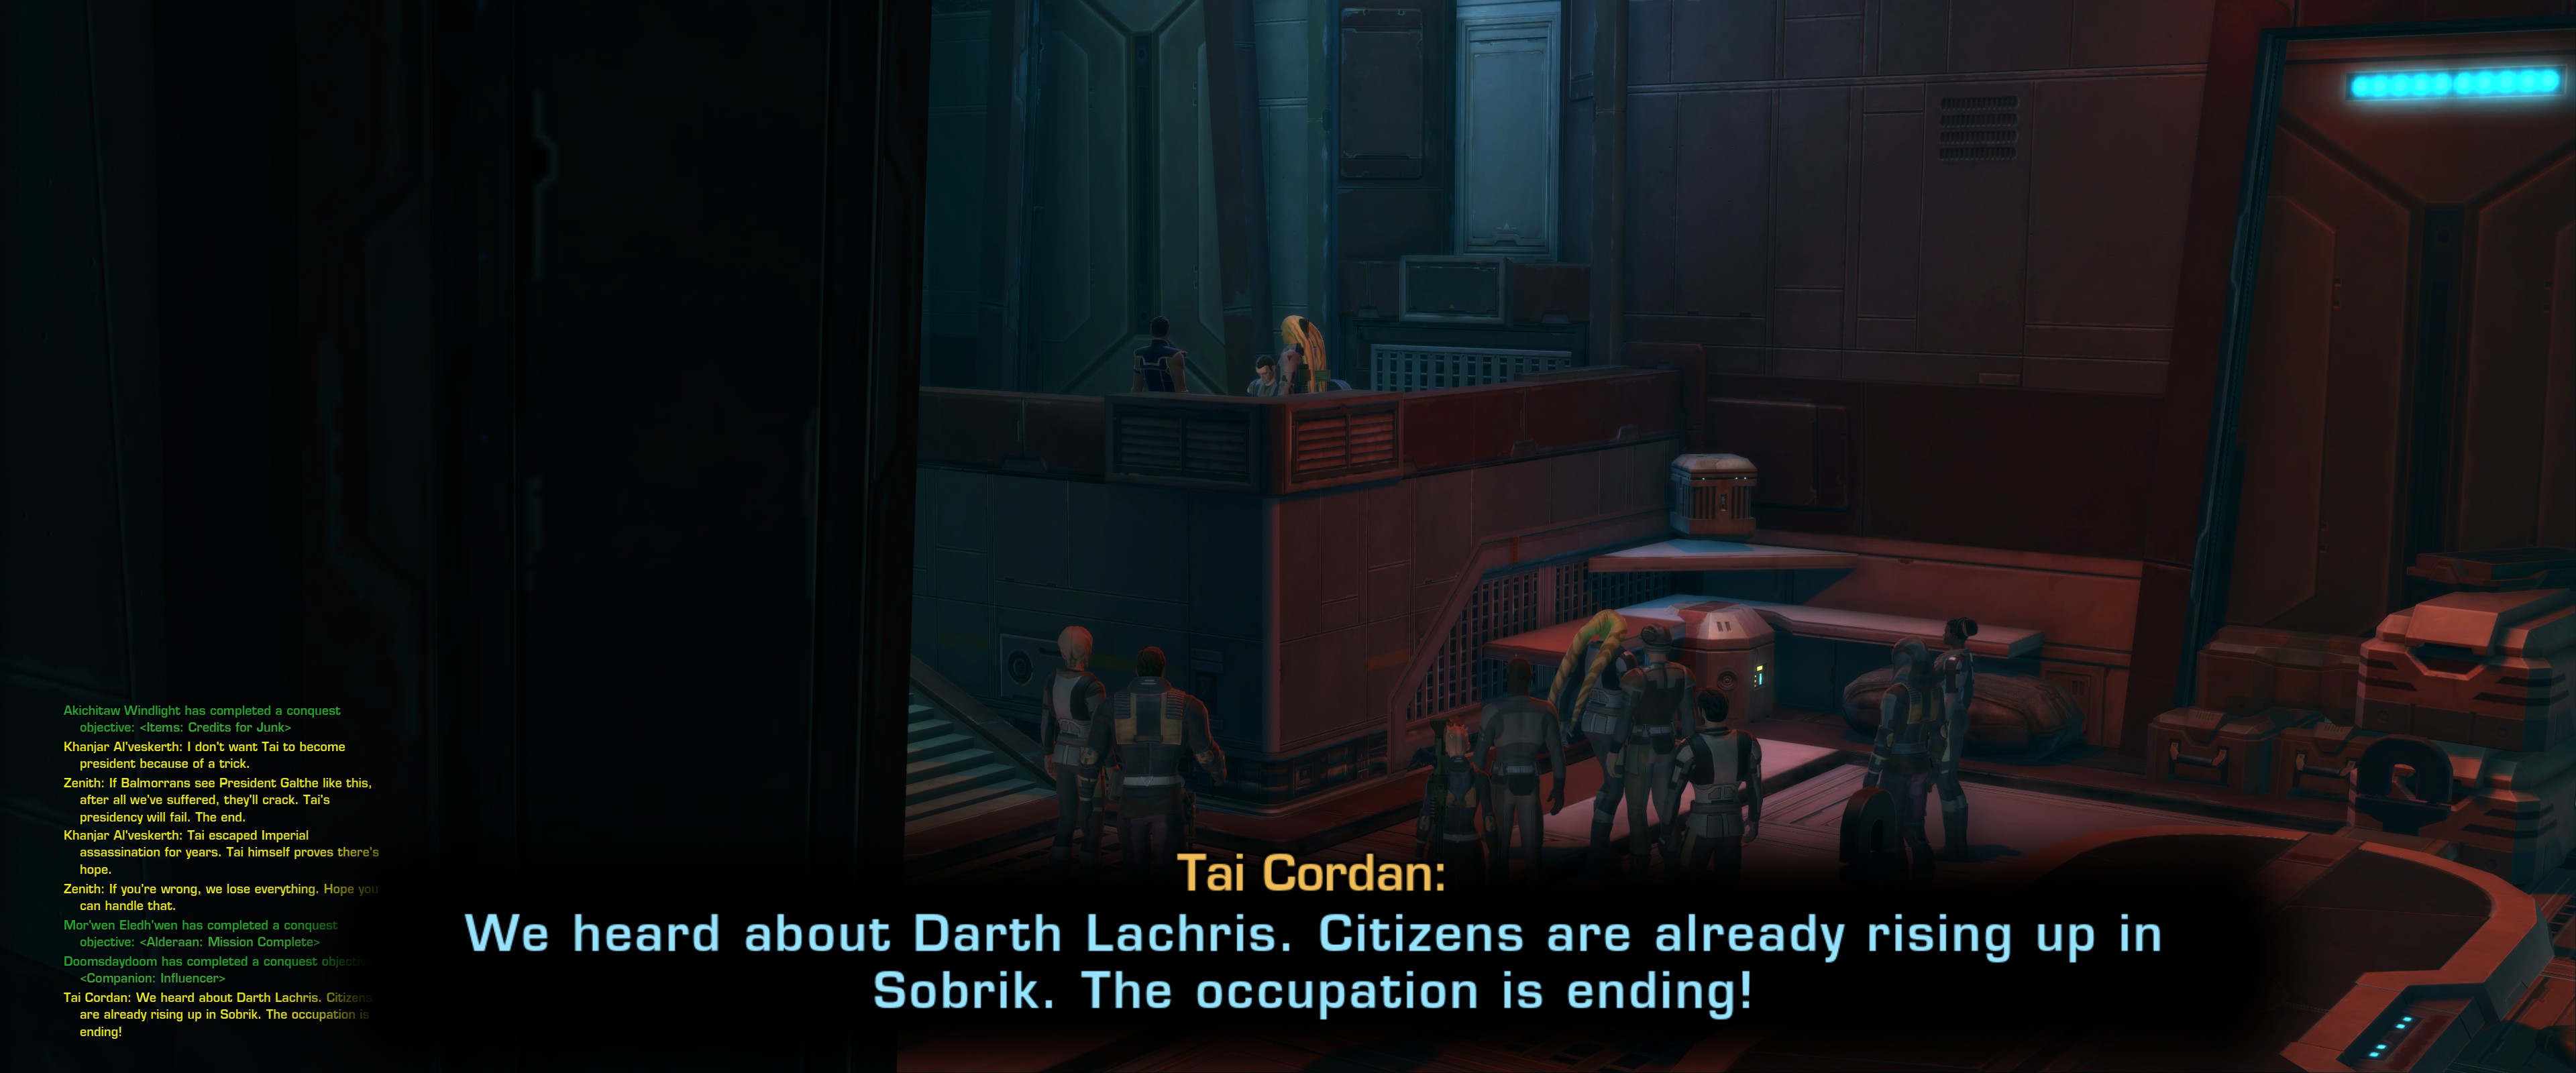 Akichitaw Windlight has completed a conquest
objective: <Items: Credits for Junk>
Khanjar Al'veskerth: I don't want Tai to become
president because of a trick.
Zenith: If Balmorrans see President Galthe like this,
after all we've suffered, they'll crack. Tai's
presidency will fail. The end.
Khanjar Al'veskerth: Tai escaped Imperial
assassination for years. Tai himself proves there's
hope.
Zenith: If you're wrong, we lose everything. Hope you
can handle that.
Mor'wen Eledh'wen has completed a conquest
objective: <Alderaan: Mission Complete>
Doomsdaydoom has completed a conquest objective:
<Companion: Influencer>
Tai Cordan: We heard about Darth Lachris. Citizens
are already rising up in Sobrik. The occupation is
ending!
Tai Cordan:
We heard about Darth Lachris. Citizens are already rising up in
Sobrik. The occupation is ending!